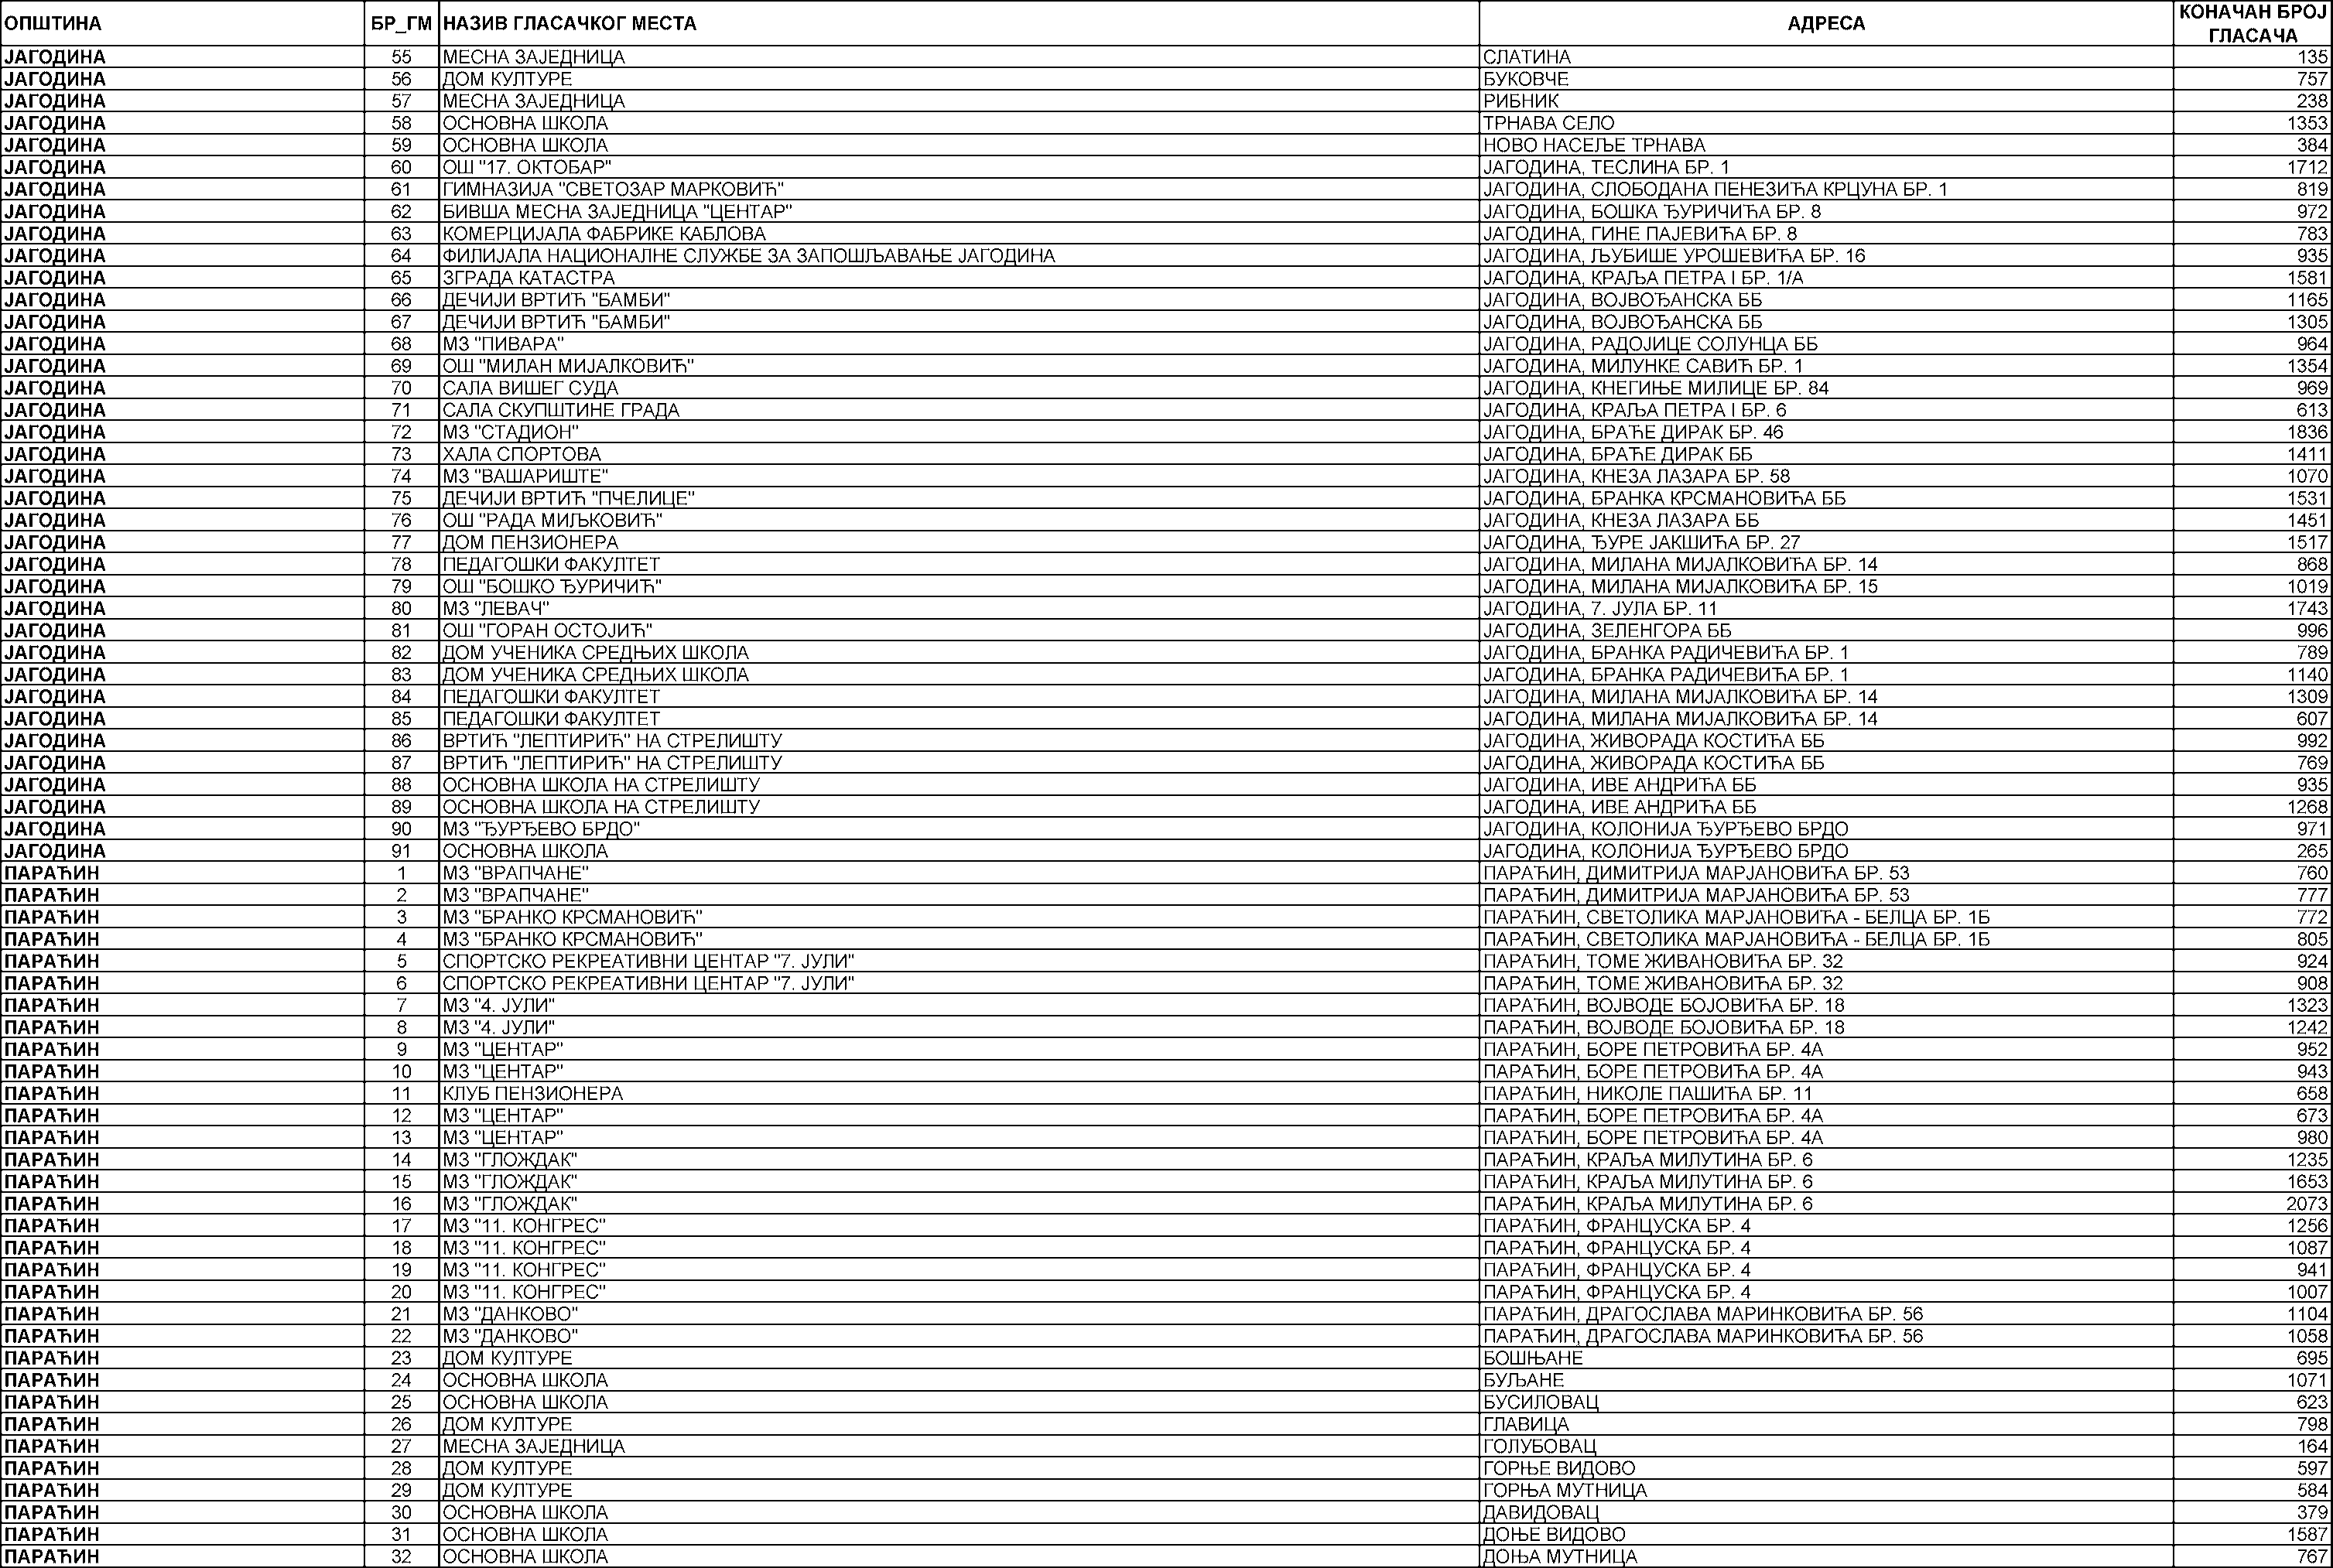 ОПШТИНА БР_ГМ НАЗИВ ГЛАСАЧКОГ МЕСТА АДРЕСА КОНАЧАН БРОЈ ГЛАСАЧА
ЈАГОДИНА 55 МЕСНА ЗАЈЕДНИЦА СЛАТИНА 135
ЈАГОДИНА 56 ДОМ КУЛТУРЕ БУКОВЧЕ 757
ЈАГОДИНА 57 МЕСНА ЗАЈЕДНИЦА РИБНИК 238
ЈАГОДИНА 58 ОСНОВНА ШКОЛА ТРНАВА СЕЛО 1353
ЈАГОДИНА 59 ОСНОВНА ШКОЛА НОВО НАСЕЉЕ ТРНАВА 384
ЈАГОДИНА 60 ОШ "17. ОКТОБАР" ЈАГОДИНА, ТЕСЛИНА БР. 1 1712
ЈАГОДИНА 61 ГИМНАЗИЈА "СВЕТОЗАР МАРКОВИЋ" ЈАГОДИНА, СЛОБОДАНА ПЕНЕЗИЋА КРЦУНА БР. 1 819
ЈАГОДИНА 62 БИВША МЕСНА ЗАЈЕДНИЦА "ЦЕНТАР" ЈАГОДИНА, БОШКА ЂУРИЧИЋА БР. 8 972
ЈАГОДИНА 63 КОМЕРЦИЈАЛА ФАБРИКЕ КАБЛОВА ЈАГОДИНА, ГИНЕ ПАЈЕВИЋА БР. 8 783
ЈАГОДИНА 64 ФИЛИЈАЛА НАЦИОНАЛНЕ СЛУЖБЕ ЗА ЗАПОШЉАВАЊЕ ЈАГОДИНА ЈАГОДИНА, ЉУБИШЕ УРОШЕВИЋА БР. 16 935
ЈАГОДИНА 65 ЗГРАДА КАТАСТРА ЈАГОДИНА, КРАЉА ПЕТРА I БР. 1/А 1581
ЈАГОДИНА 66 ДЕЧИЈИ ВРТИЋ "БАМБИ" ЈАГОДИНА, ВОЈВОЂАНСКА ББ 1165
ЈАГОДИНА 67 ДЕЧИЈИ ВРТИЋ "БАМБИ" ЈАГОДИНА, ВОЈВОЂАНСКА ББ 1305
ЈАГОДИНА 68 МЗ "ПИВАРА" ЈАГОДИНА, РАДОЈИЦЕ СОЛУНЦА ББ 964
ЈАГОДИНА 69 ОШ "МИЛАН МИЈАЛКОВИЋ" ЈАГОДИНА, МИЛУНКЕ САВИЋ БР. 1 1354
ЈАГОДИНА 70 САЛА ВИШЕГ СУДА ЈАГОДИНА, КНЕГИЊЕ МИЛИЦЕ БР. 84 969
ЈАГОДИНА 71 САЛА СКУПШТИНЕ ГРАДА ЈАГОДИНА, КРАЉА ПЕТРА I БР. 6 613
ЈАГОДИНА 72 МЗ "СТАДИОН" ЈАГОДИНА, БРАЋЕ ДИРАК БР. 46 1836
ЈАГОДИНА 73 ХАЛА СПОРТОВА ЈАГОДИНА, БРАЋЕ ДИРАК ББ 1411
ЈАГОДИНА 74 МЗ "ВАШАРИШТЕ" ЈАГОДИНА, КНЕЗА ЛАЗАРА БР. 58 1070
ЈАГОДИНА 75 ДЕЧИЈИ ВРТИЋ "ПЧЕЛИЦЕ" ЈАГОДИНА, БРАНКА КРСМАНОВИЋА ББ 1531
ЈАГОДИНА 76 ОШ "РАДА МИЉКОВИЋ" ЈАГОДИНА, КНЕЗА ЛАЗАРА ББ 1451
ЈАГОДИНА 77 ДОМ ПЕНЗИОНЕРА ЈАГОДИНА, ЂУРЕ ЈАКШИЋА БР. 27 1517
ЈАГОДИНА 78 ПЕДАГОШКИ ФАКУЛТЕТ ЈАГОДИНА, МИЛАНА МИЈАЛКОВИЋА БР. 14 868
ЈАГОДИНА 79 ОШ "БОШКО ЂУРИЧИЋ" ЈАГОДИНА, МИЛАНА МИЈАЛКОВИЋА БР. 15 1019
ЈАГОДИНА 80 МЗ "ЛЕВАЧ" ЈАГОДИНА, 7. ЈУЛА БР. 11 1743
ЈАГОДИНА 81 ОШ "ГОРАН ОСТОЈИЋ" ЈАГОДИНА, ЗЕЛЕНГОРА ББ 996
ЈАГОДИНА 82 ДОМ УЧЕНИКА СРЕДЊИХ ШКОЛА ЈАГОДИНА, БРАНКА РАДИЧЕВИЋА БР. 1 789
ЈАГОДИНА 83 ДОМ УЧЕНИКА СРЕДЊИХ ШКОЛА ЈАГОДИНА, БРАНКА РАДИЧЕВИЋА БР. 1 1140
ЈАГОДИНА 84 ПЕДАГОШКИ ФАКУЛТЕТ ЈАГОДИНА, МИЛАНА МИЈАЛКОВИЋА БР. 14 1309
ЈАГОДИНА 85 ПЕДАГОШКИ ФАКУЛТЕТ ЈАГОДИНА, МИЛАНА МИЈАЛКОВИЋА БР. 14 607
ЈАГОДИНА 86 ВРТИЋ "ЛЕПТИРИЋ" НА СТРЕЛИШТУ ЈАГОДИНА, ЖИВОРАДА КОСТИЋА ББ 992
ЈАГОДИНА 87 ВРТИЋ "ЛЕПТИРИЋ" НА СТРЕЛИШТУ ЈАГОДИНА, ЖИВОРАДА КОСТИЋА ББ 769
ЈАГОДИНА 88 ОСНОВНА ШКОЛА НА СТРЕЛИШТУ ЈАГОДИНА, ИВЕ АНДРИЋА ББ 935
ЈАГОДИНА 89 ОСНОВНА ШКОЛА НА СТРЕЛИШТУ ЈАГОДИНА, ИВЕ АНДРИЋА ББ 1268
ЈАГОДИНА 90 МЗ "ЂУРЂЕВО БРДО" ЈАГОДИНА, КОЛОНИЈА ЂУРЂЕВО БРДО 971
ЈАГОДИНА 91 ОСНОВНА ШКОЛА ЈАГОДИНА, КОЛОНИЈА ЂУРЂЕВО БРДО 265
ПАРАЋИН 1 МЗ "ВРАПЧАНЕ" ПАРАЋИН, ДИМИТРИЈА МАРЈАНОВИЋА БР. 53 760
ПАРАЋИН 2 МЗ "ВРАПЧАНЕ" ПАРАЋИН, ДИМИТРИЈА МАРЈАНОВИЋА БР. 53 777
ПАРАЋИН 3 МЗ "БРАНКО КРСМАНОВИЋ" ПАРАЋИН, СВЕТОЛИКА МАРЈАНОВИЋА - БЕЛЦА БР. 1Б 772
ПАРАЋИН 4 МЗ "БРАНКО КРСМАНОВИЋ" ПАРАЋИН, СВЕТОЛИКА МАРЈАНОВИЋА - БЕЛЦА БР. 1Б 805
ПАРАЋИН 5 СПОРТСКО РЕКРЕАТИВНИ ЦЕНТАР "7. ЈУЛИ" ПАРАЋИН, ТОМЕ ЖИВАНОВИЋА БР. 32 924
ПАРАЋИН 6 СПОРТСКО РЕКРЕАТИВНИ ЦЕНТАР "7. ЈУЛИ" ПАРАЋИН, ТОМЕ ЖИВАНОВИЋА БР. 32 908
ПАРАЋИН 7 МЗ "4. ЈУЛИ" ПАРАЋИН, ВОЈВОДЕ БОЈОВИЋА БР. 18 1323
ПАРАЋИН 8 МЗ "4. ЈУЛИ" ПАРАЋИН, ВОЈВОДЕ БОЈОВИЋА БР. 18 1242
ПАРАЋИН 9 МЗ "ЦЕНТАР" ПАРАЋИН, БОРЕ ПЕТРОВИЋА БР. 4А 952
ПАРАЋИН 10 МЗ "ЦЕНТАР" ПАРАЋИН, БОРЕ ПЕТРОВИЋА БР. 4А 943
ПАРАЋИН 11 КЛУБ ПЕНЗИОНЕРА ПАРАЋИН, НИКОЛЕ ПАШИЋА БР. 11 658
ПАРАЋИН 12 МЗ "ЦЕНТАР" ПАРАЋИН, БОРЕ ПЕТРОВИЋА БР. 4А 673
ПАРАЋИН 13 МЗ "ЦЕНТАР" ПАРАЋИН, БОРЕ ПЕТРОВИЋА БР. 4А 980
ПАРАЋИН 14 МЗ "ГЛОЖДАК" ПАРАЋИН, КРАЉА МИЛУТИНА БР. 6 1235
ПАРАЋИН 15 МЗ "ГЛОЖДАК" ПАРАЋИН, КРАЉА МИЛУТИНА БР. 6 1653
ПАРАЋИН 16 МЗ "ГЛОЖДАК" ПАРАЋИН, КРАЉА МИЛУТИНА БР. 6 2073
ПАРАЋИН 17 МЗ "11. КОНГРЕС" ПАРАЋИН, ФРАНЦУСКА БР. 4 1256
ПАРАЋИН 18 МЗ "11. КОНГРЕС" ПАРАЋИН, ФРАНЦУСКА БР. 4 1087
ПАРАЋИН 19 МЗ "11. КОНГРЕС" ПАРАЋИН, ФРАНЦУСКА БР. 4 941
ПАРАЋИН 20 МЗ "11. КОНГРЕС" ПАРАЋИН, ФРАНЦУСКА БР. 4 1007
ПАРАЋИН 21 МЗ "ДАНКОВО" ПАРАЋИН, ДРАГОСЛАВА МАРИНКОВИЋА БР. 56 1104
ПАРАЋИН 22 МЗ "ДАНКОВО" ПАРАЋИН, ДРАГОСЛАВА МАРИНКОВИЋА БР. 56 1058
ПАРАЋИН 23 ДОМ КУЛТУРЕ БОШЊАНЕ 695
ПАРАЋИН 24 ОСНОВНА ШКОЛА БУЉАНЕ 1071
ПАРАЋИН 25 ОСНОВНА ШКОЛА БУСИЛОВАЦ 623
ПАРАЋИН 26 ДОМ КУЛТУРЕ ГЛАВИЦА 798
ПАРАЋИН 27 МЕСНА ЗАЈЕДНИЦА ГОЛУБОВАЦ 164
ПАРАЋИН 28 ДОМ КУЛТУРЕ ГОРЊЕ ВИДОВО 597
ПАРАЋИН 29 ДОМ КУЛТУРЕ ГОРЊА МУТНИЦА 584
ПАРАЋИН 30 ОСНОВНА ШКОЛА ДАВИДОВАЦ 379
ПАРАЋИН 31 ОСНОВНА ШКОЛА ДОЊЕ ВИДОВО 1587
ПАРАЋИН 32 ОСНОВНА ШКОЛА ДОЊА МУТНИЦА 767